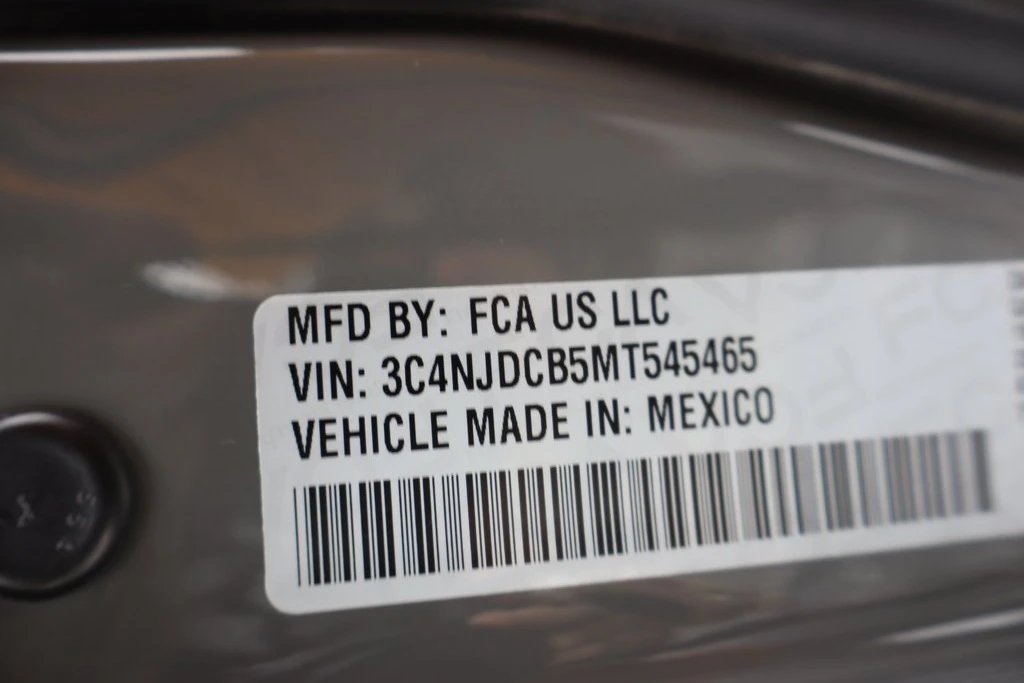 MFD BY: FCA US LLC
VIN: 3C4NJDCB5MT545465
VEHICLE MADE IN: MEXICO